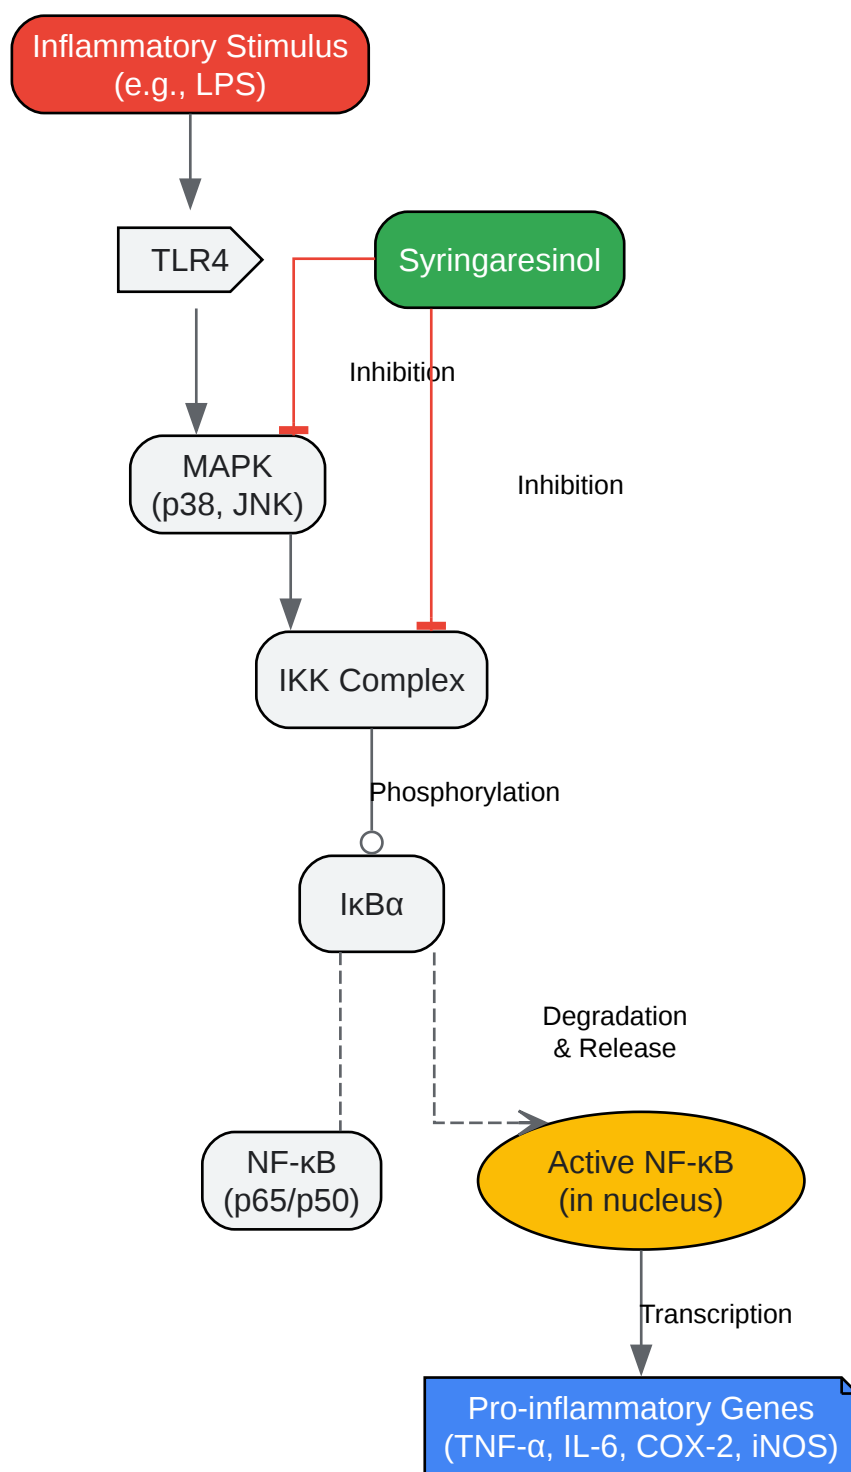 Inflammatory Stimulus
(e.g., LPS)
TLR4
Syringaresinol
Inhibition
MAPK
(p38, JNK)
Inhibition
IKK Complex
Phosphorylation
IκBα
Degradation
& Release
NF-κB
(p65/p50)
Active NF-κB
(in nucleus)
Transcription
Pro-inflammatory Genes
(TNF-α, IL-6, COX-2, iNOS)